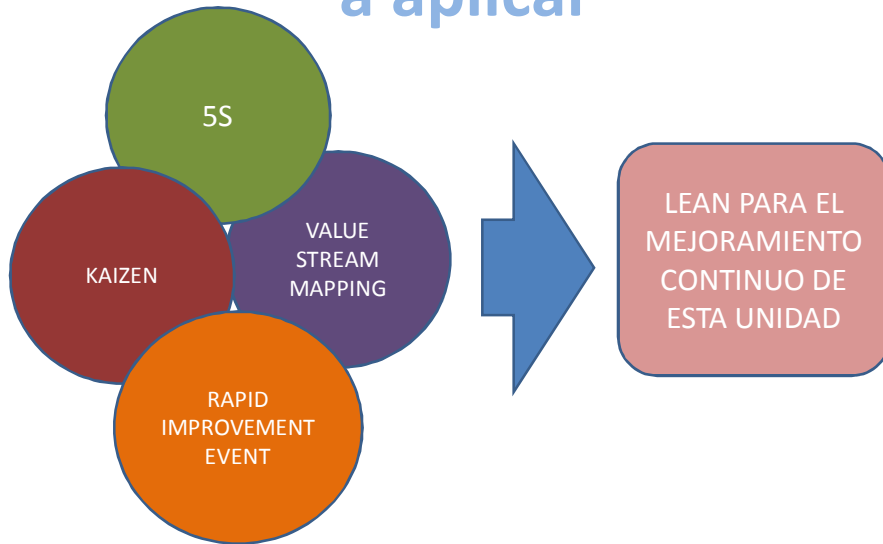 a aplicar
5S
KAIZEN
VALUE
STREAM
MAPPING
RAPID
IMPROVEMENT
EVENT
LEAN PARA EL
MEJORAMIENTO
CONTINUO DE
ESTA UNIDAD